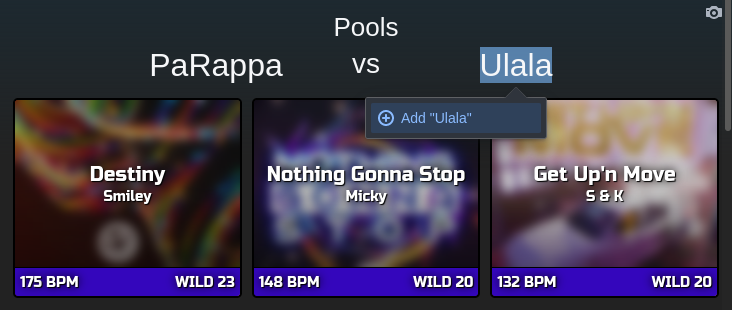 Pools
PaRappa vs Ulala
Add "Ulala"
Destiny
Smiley
175 BPM WILD 23
Nothing Gonna Stop
Micky
148 BPM WILD 20
Get Up'n Move
S & K
132 BPM WILD 20